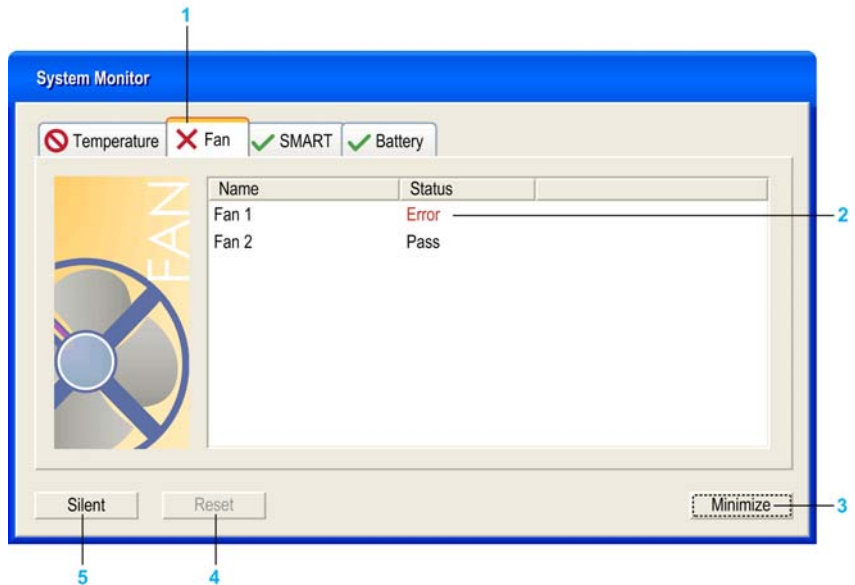 1
System Monitor
Temperature Fan SMART Battery
FAN
Name Status
Fan 1 Error 2
Fan 2 Pass
Silent Reset Minimize 3
5 4